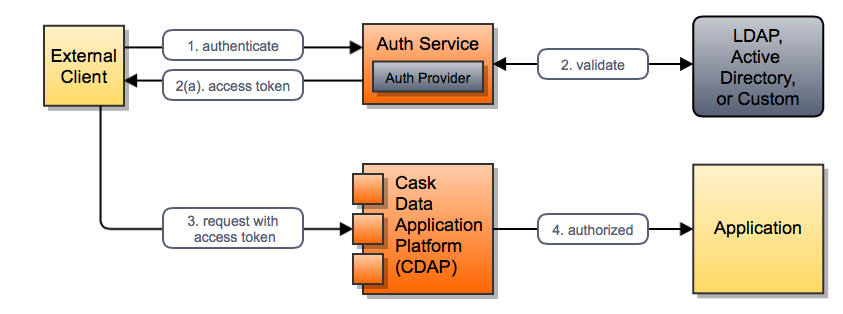 External
Client
1. authenticate
2(a). access token
Auth Service
Auth Provider
2. validate
LDAP,
Active
Directory,
or Custom
3. request with
access token
Cask
Data
Application
Platform
(CDAP)
4. authorized
Application